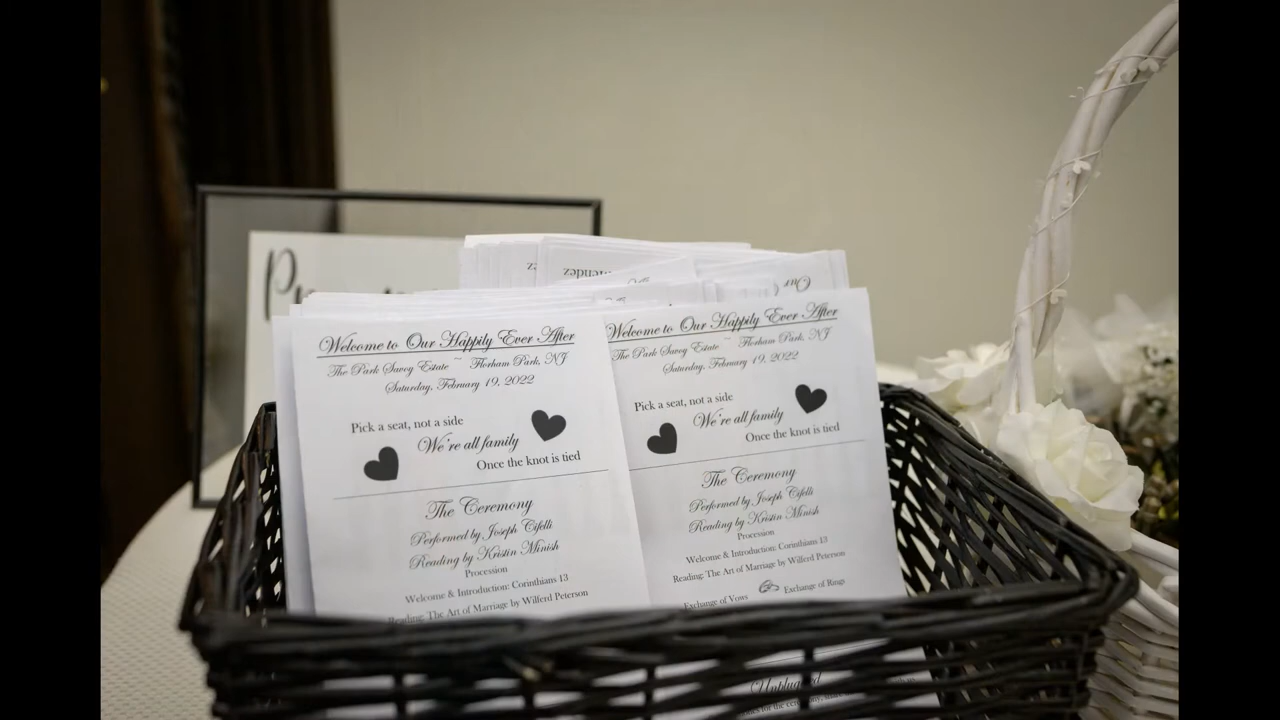 Welcome to Our Happily Ever After
The Park Savoy Estate ~ Florham Park, NJ
Saturday, February 19, 2022
Pick a seat, not a side
We're all family
Once the knot is tied
The Ceremony
Performed by Joseph Cifelli
Reading by Kristin Minish
Procession
Welcome & Introduction: Corinthians 13
Reading: The Art of Marriage by Wilferd Peterson
Welcome to Our Happily Ever After
The Park Savoy Estate ~ Florham Park, NJ
Saturday, February 19, 2022
Pick a seat, not a side
We're all family
Once the knot is tied
The Ceremony
Performed by Joseph Cifelli
Reading by Kristin Minish
Procession
Welcome & Introduction: Corinthians 13
Reading: The Art of Marriage by Wilferd Peterson
Exchange of Vows Exchange of Rings
Unplugged